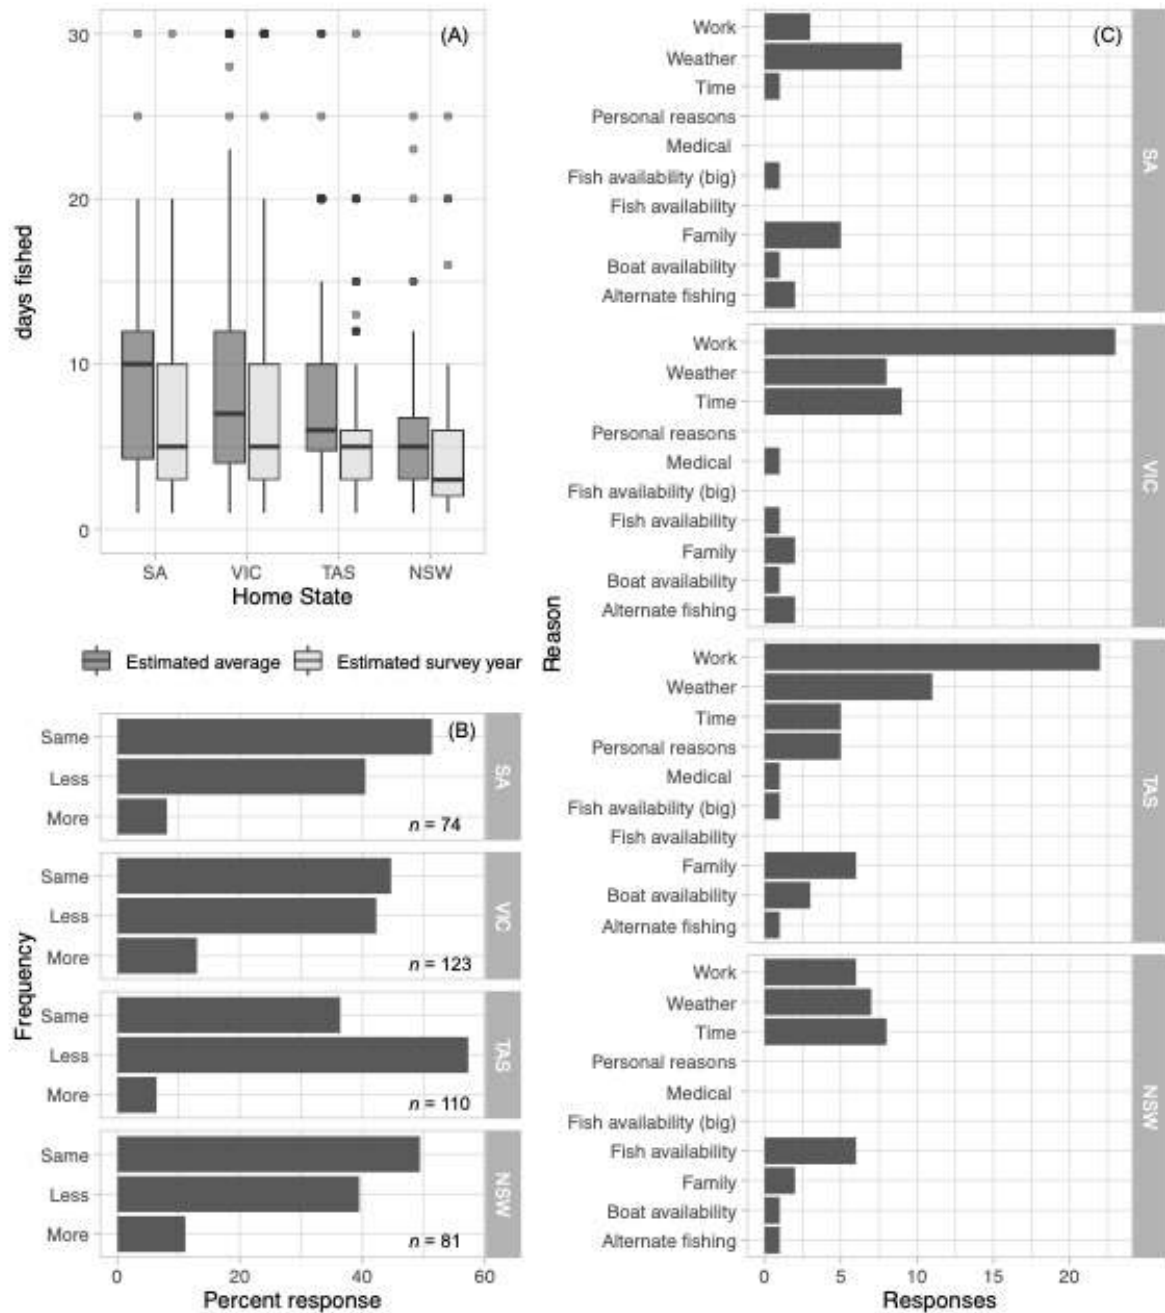 (A)
30
20
10
0
days fished
SA VIC TAS NSW
Home State
Estimated average Estimated survey year
(B)
Frequency
Same
Less
More
n = 74
SA
Same
Less
More
n = 123
VIC
Same
Less
More
n = 110
TAS
Same
Less
More
n = 81
NSW
0 20 40 60
Percent response
(C)
Reason
Work
Weather
Time
Personal reasons
Medical
Fish availability (big)
Fish availability
Family
Boat availability
Alternate fishing
SA
Work
Weather
Time
Personal reasons
Medical
Fish availability (big)
Fish availability
Family
Boat availability
Alternate fishing
VIC
Work
Weather
Time
Personal reasons
Medical
Fish availability (big)
Fish availability
Family
Boat availability
Alternate fishing
TAS
Work
Weather
Time
Personal reasons
Medical
Fish availability (big)
Fish availability
Family
Boat availability
Alternate fishing
NSW
0 5 10 15 20
Responses